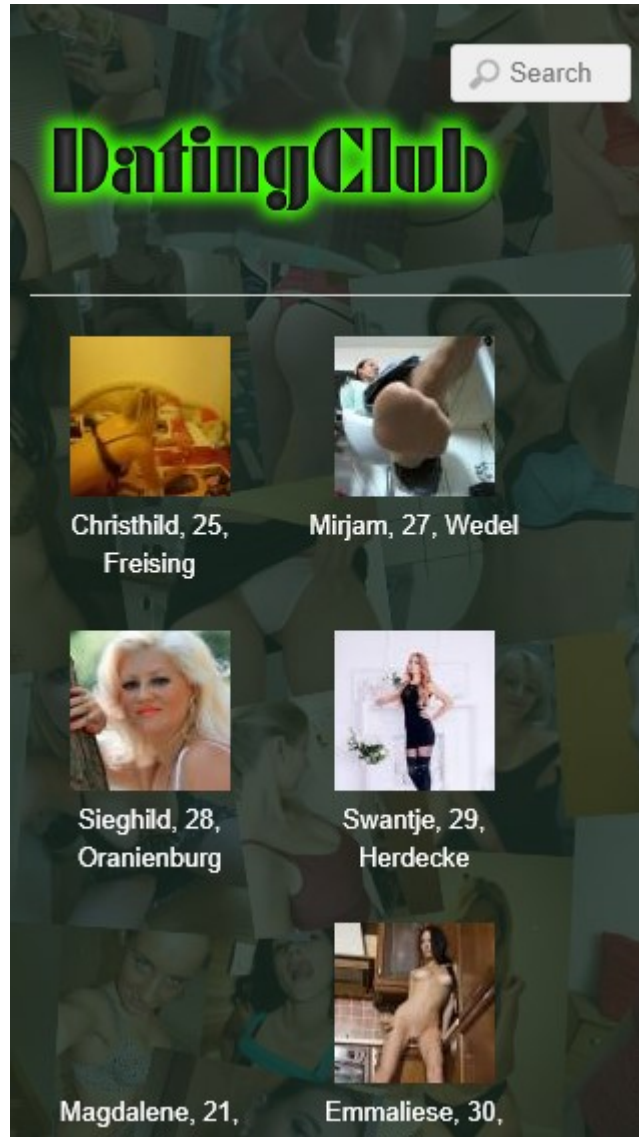 Search
DatingClub
Christhild, 25,
Freising
Mirjam, 27, Wedel
Sieghild, 28,
Oranienburg
Swantje, 29,
Herdecke
Magdalene, 21,
Emmaliese, 30,